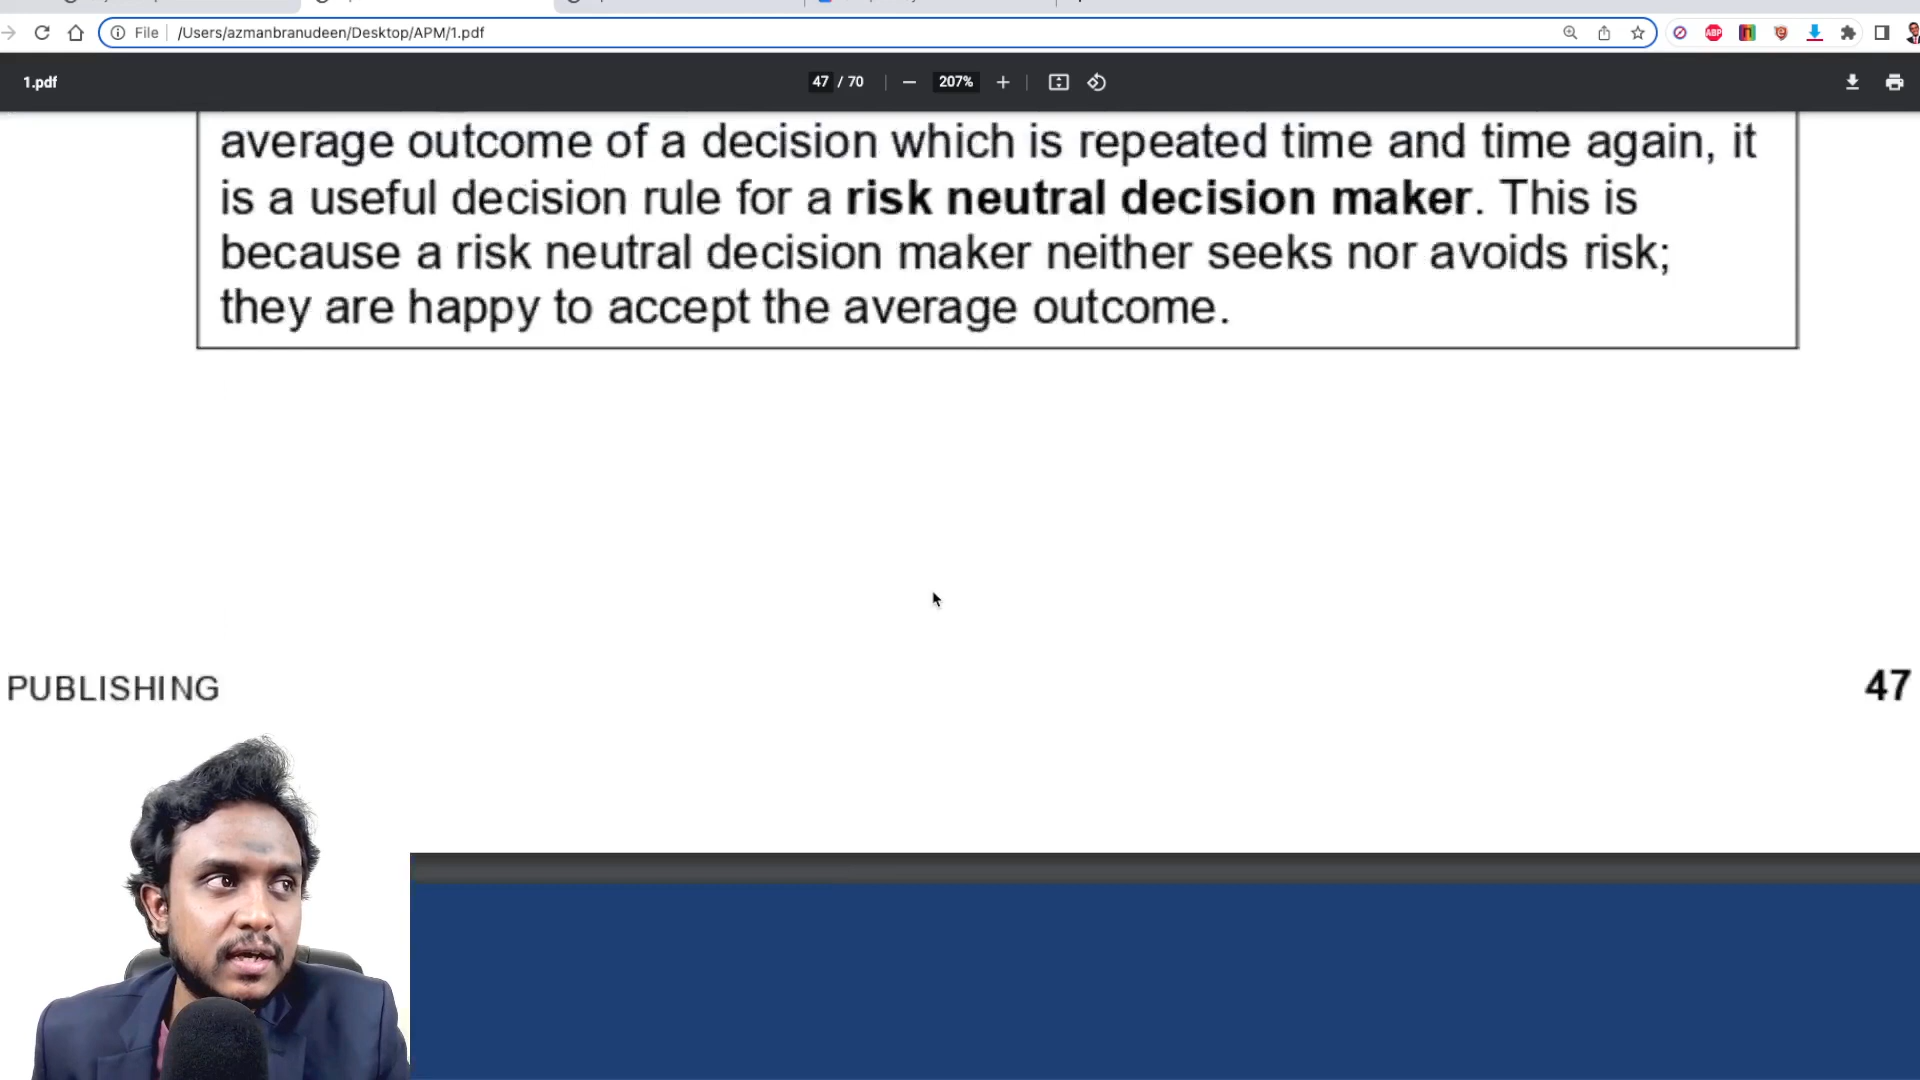 File /Users/azmanbranudeen/Desktop/APM/1.pdf
ABP
1.pdf 47 / 70 207%
average outcome of a decision which is repeated time and time again, it
is a useful decision rule for a risk neutral decision maker. This is
because a risk neutral decision maker neither seeks nor avoids risk;
they are happy to accept the average outcome.
PUBLISHING 47